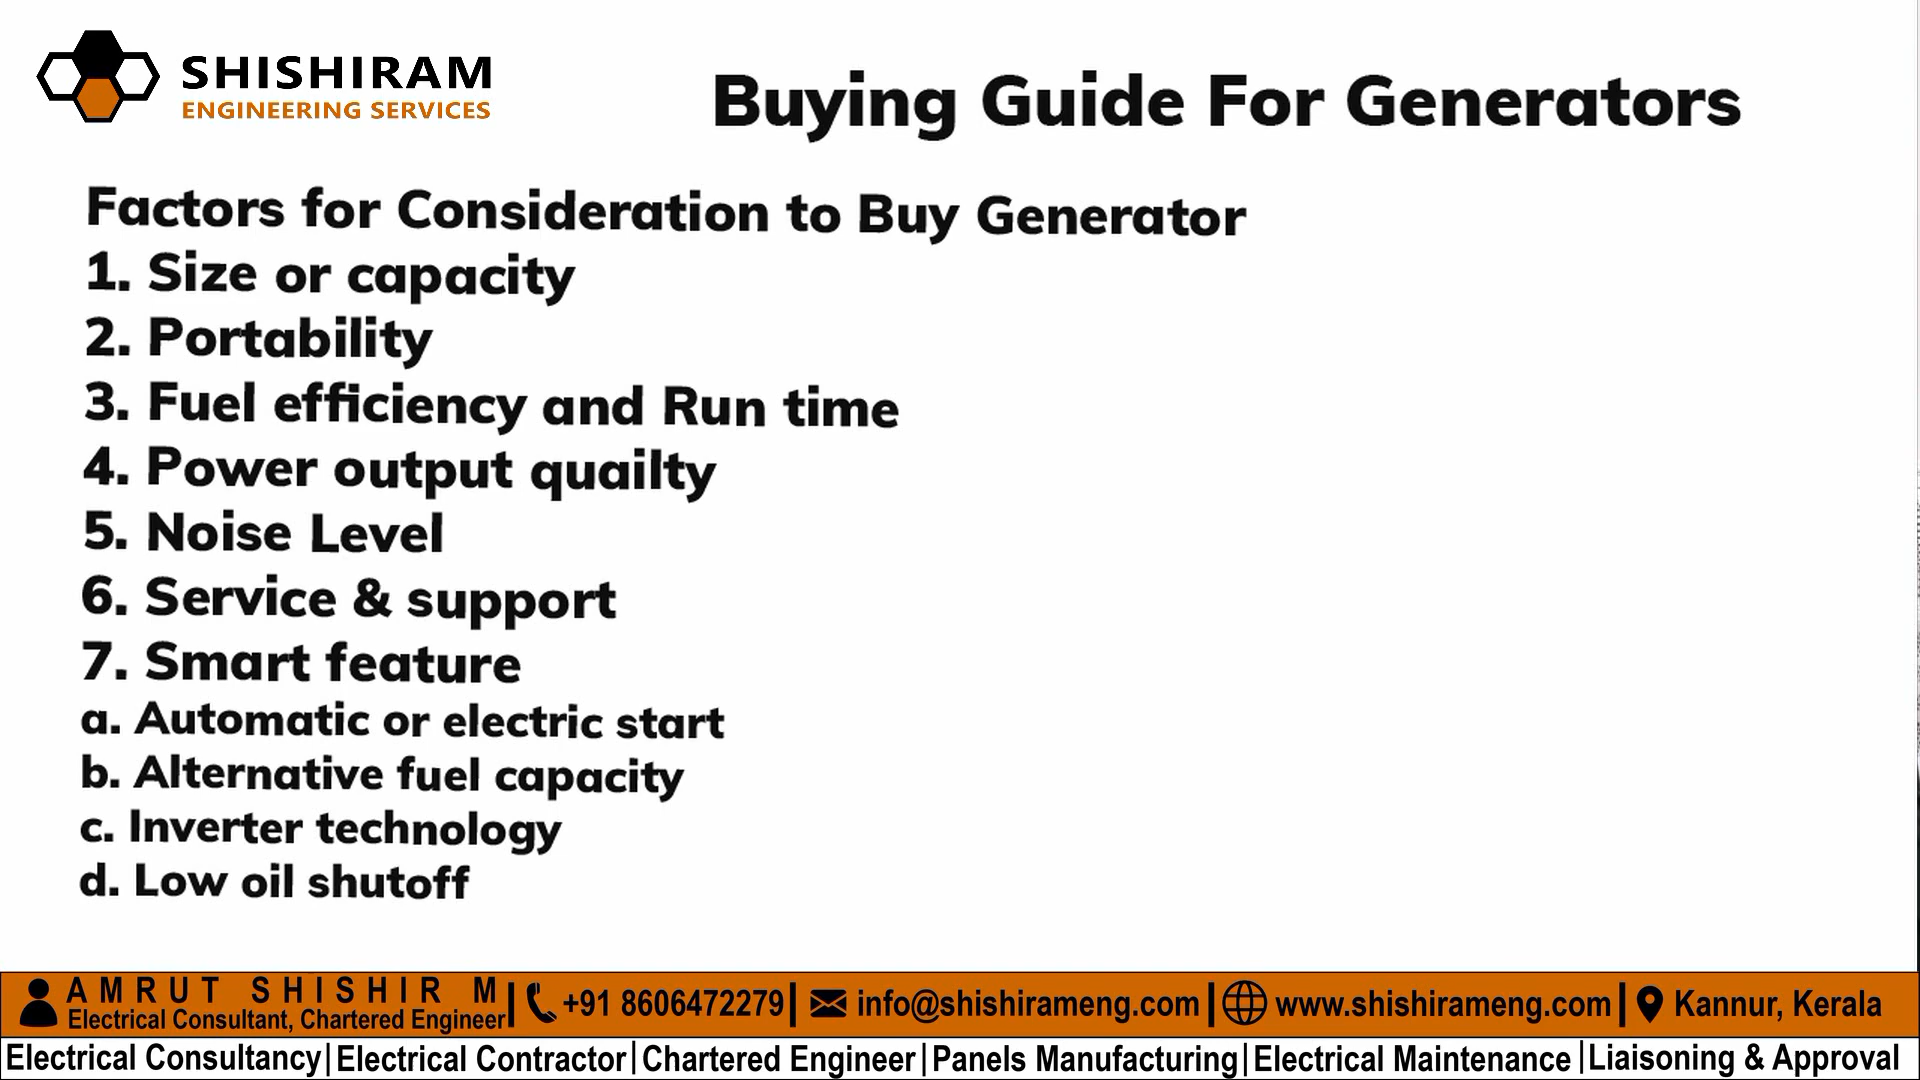 SHISHIRAM
ENGINEERING SERVICES
Buying Guide For Generators
Factors for Consideration to Buy Generator
1. Size or capacity
2. Portability
3. Fuel efficiency and Run time
4. Power output quailty
5. Noise Level
6. Service & support
7. Smart feature
a. Automatic or electric start
b. Alternative fuel capacity
c. Inverter technology
d. Low oil shutoff
AMRUT SHISHIR M
Electrical Consultant, Chartered Engineer
+91 8606472279
info@shishirameng.com
www.shishirameng.com
Kannur, Kerala
Electrical Consultancy|Electrical Contractor|Chartered Engineer|Panels Manufacturing|Electrical Maintenance|Liaisoning & Approval